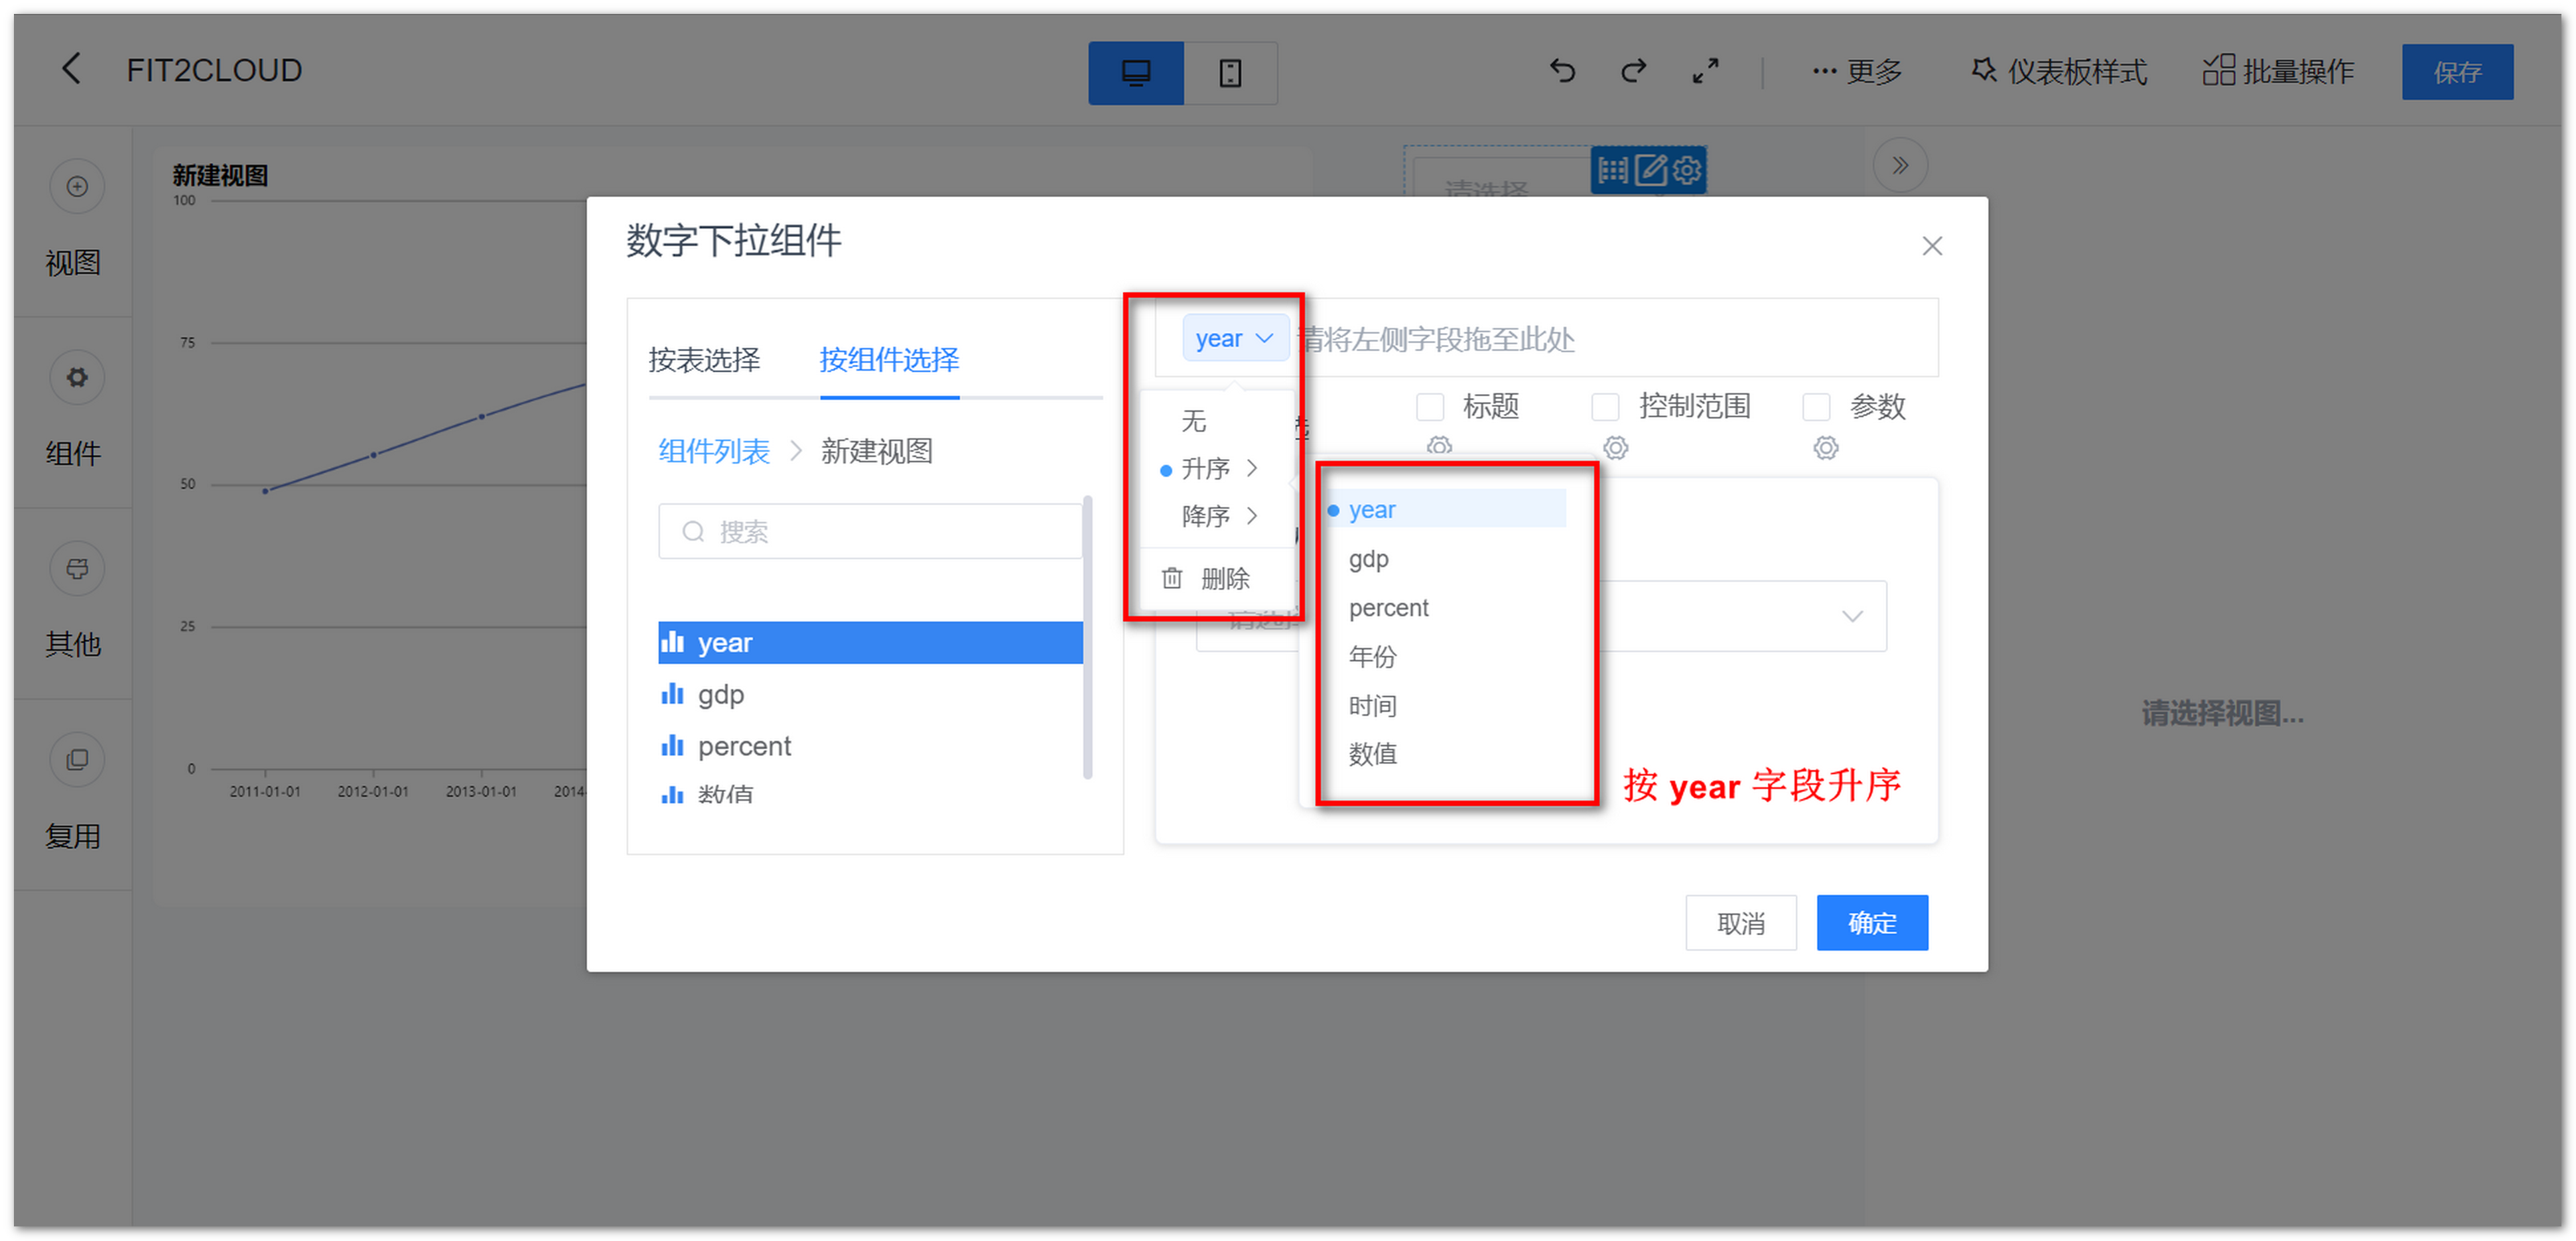 FIT2CLOUD
更多
仪表板样式
批量操作
保存
视图
组件
其他
复用
新建视图
100
75
50
25
0
2011-01-01
2012-01-01
2013-01-01
2014-
请选择
数字下拉组件
按表选择
按组件选择
组件列表 > 新建视图
搜索
year
gdp
percent
数值
year
请将左侧字段拖至此处
无
升序
降序
删除
标题
控制范围
参数
year
gdp
percent
年份
时间
数值
按 year 字段升序
取消
确定
请选择视图...